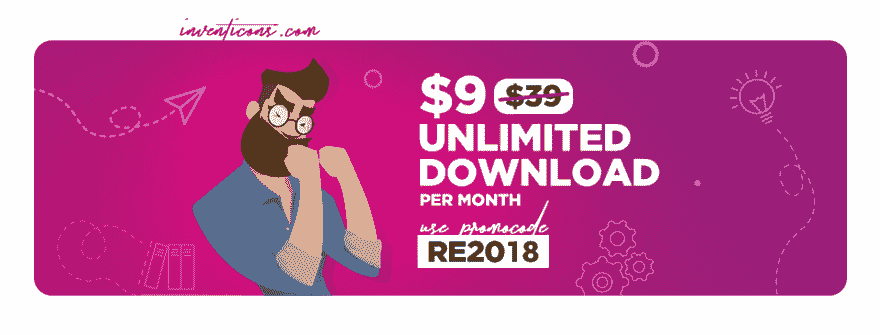 inventicons.com
$9 $39
UNLIMITED
DOWNLOAD
PER MONTH
use promocode
RE2018